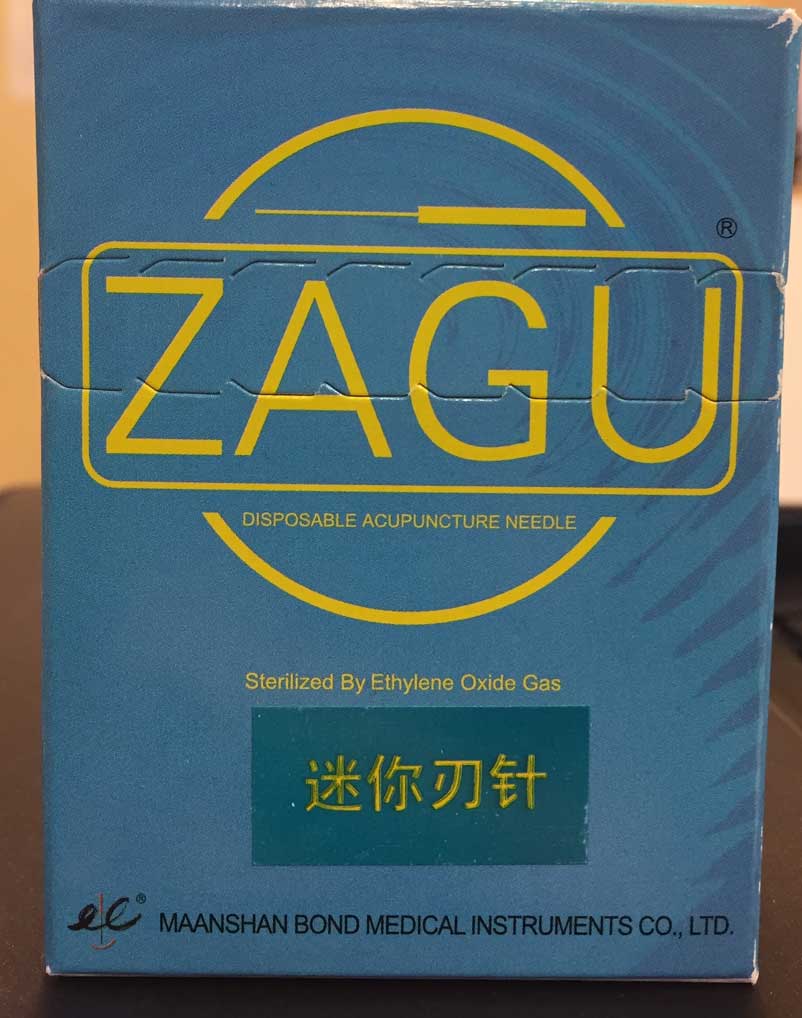 ®
ZAGU
DISPOSABLE ACUPUNCTURE NEEDLE
Sterilized By Ethylene Oxide Gas
迷你刃针
® MAANSHAN BOND MEDICAL INSTRUMENTS CO., LTD.